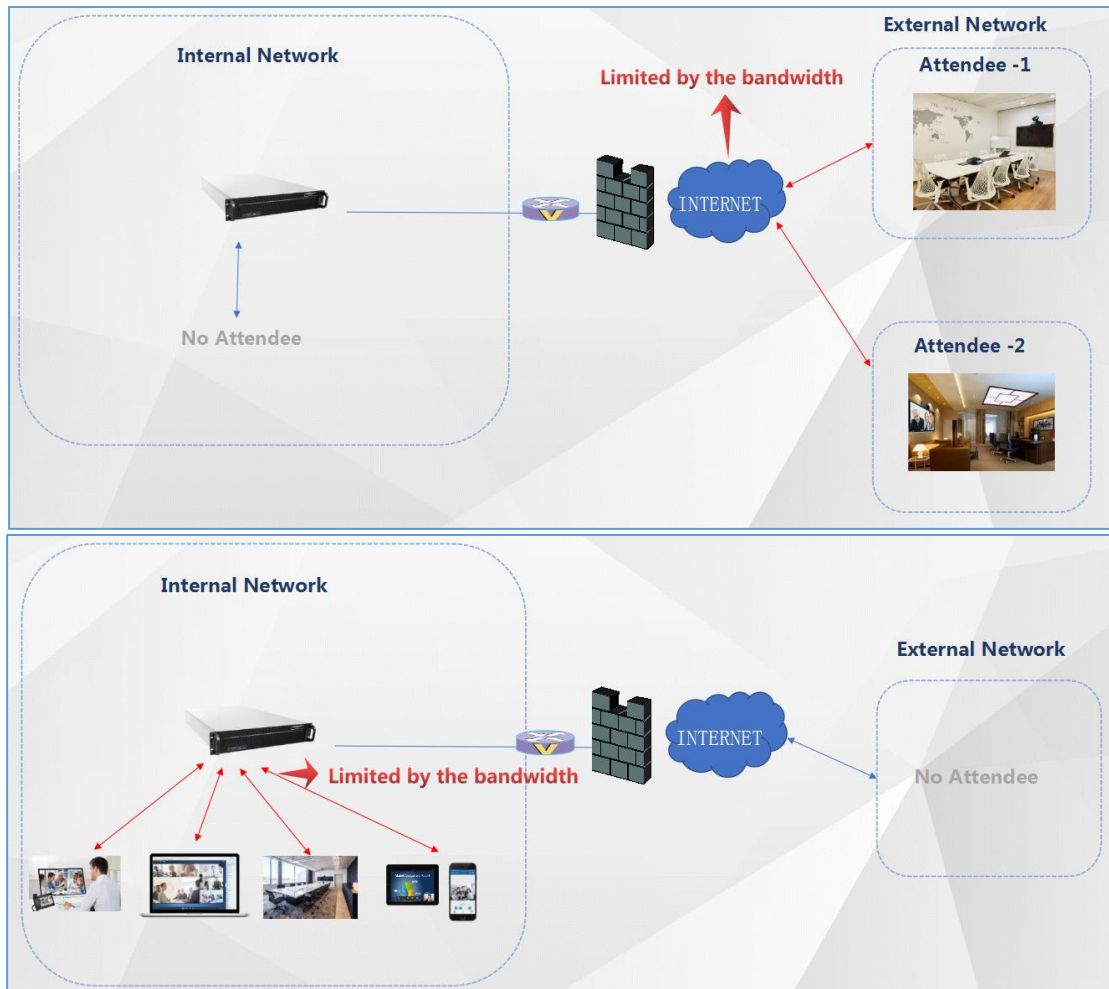 Internal Network
External Network
Attendee -1
Limited by the bandwidth
INTERNET
No Attendee
Attendee -2
Internal Network
External Network
INTERNET
Limited by the bandwidth
No Attendee